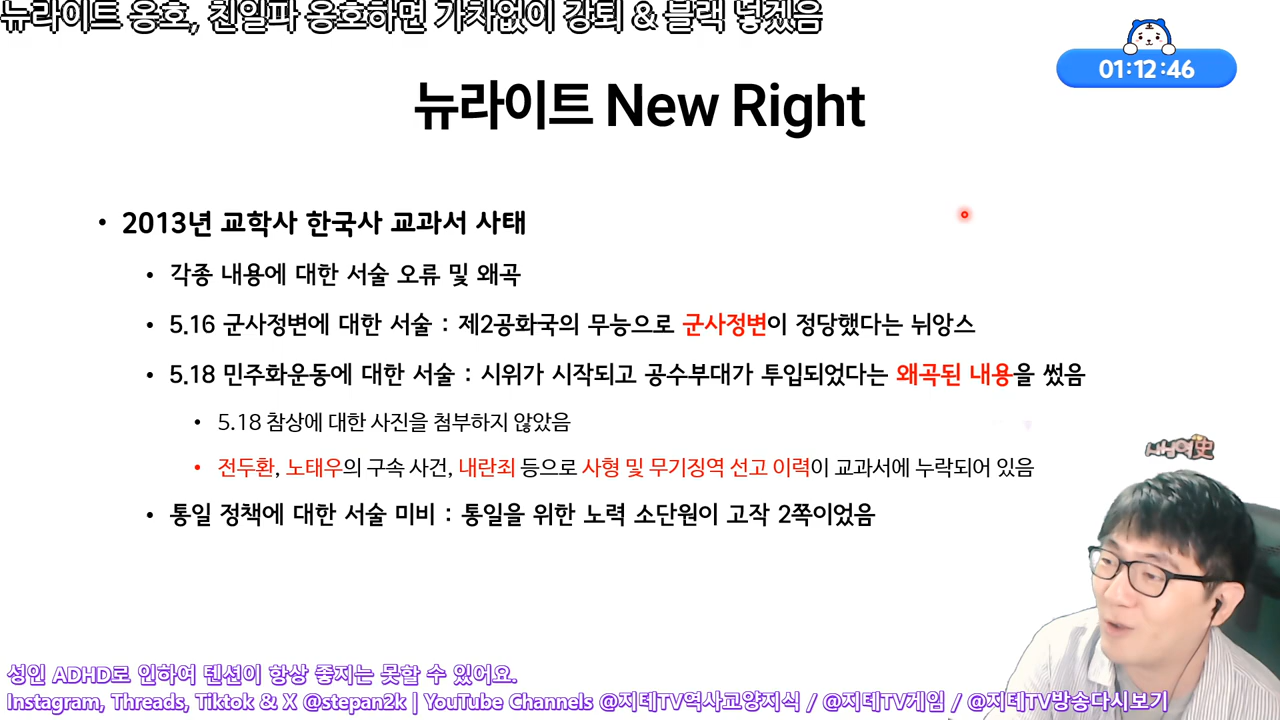 뉴라이트 옹호, 친일파 옹호하면 가차없이 강퇴 & 블랙 넣겠음
01:12:46
뉴라이트 New Right
• 2013년 교학사 한국사 교과서 사태
• 각종 내용에 대한 서술 오류 및 왜곡
• 5.16 군사정변에 대한 서술 : 제2공화국의 무능으로 군사정변이 정당했다는 뉘앙스
• 5.18 민주화운동에 대한 서술 : 시위가 시작되고 공수부대가 투입되었다는 왜곡된 내용을 썼음
• 5.18 참상에 대한 사진을 첨부하지 않았음
• 전두환, 노태우의 구속 사건, 내란죄 등으로 사형 및 무기징역 선고 이력이 교과서에 누락되어 있음
• 통일 정책에 대한 서술 미비 : 통일을 위한 노력 소단원이 고작 2쪽이었음
성인 ADHD로 인하여 텐션이 항상 좋지는 못할 수 있어요.
Instagram, Threads, Tiktok & X @stepan2k | YouTube Channels @지테TV역사교양지식 / @지테TV게임 / @지테TV방송다시보기